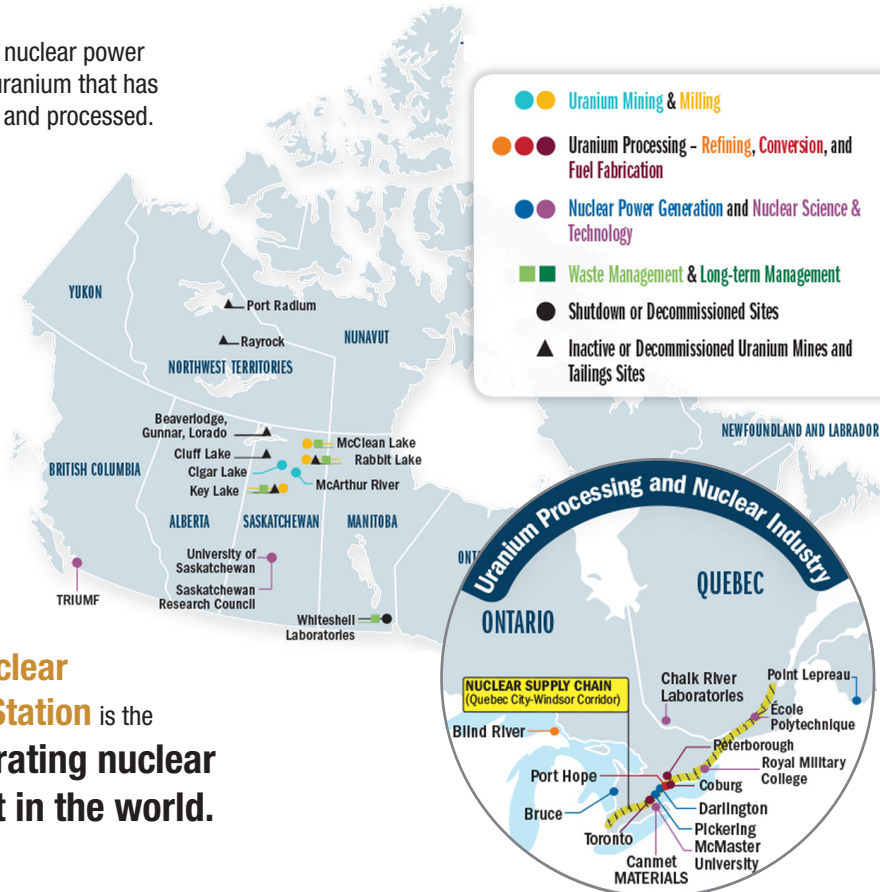 nuclear power
uranium that has
and processed.
Uranium Mining & Milling
Uranium Processing – Refining, Conversion, and
Fuel Fabrication
Nuclear Power Generation and Nuclear Science &
Technology
Waste Management & Long-term Management
Shutdown or Decommissioned Sites
Inactive or Decommissioned Uranium Mines and
Tailings Sites
YUKON
Port Radium
Rayrock
NUNAVUT
NORTHWEST TERRITORIES
NEWFOUNDLAND AND LABRADOR
Beaverlodge,
Gunnar, Lorado
McClean Lake
Cluff Lake
Rabbit Lake
BRITISH COLUMBIA
Cigar Lake
McArthur River
Key Lake
ALBERTA
SASKATCHEWAN
MANITOBA
University of
Saskatchewan
Saskatchewan
Research Council
TRIUMF
Whiteshell
Laboratories
Uranium Processing and Nuclear Industry
QUEBEC
ONTARIO
NUCLEAR SUPPLY CHAIN
(Quebec City-Windsor Corridor)
Chalk River
Laboratories
Point Lepreau
École
Polytechnique
Blind River
Peterborough
Royal Military
College
Port Hope
Coburg
Bruce
Darlington
Pickering
Toronto
McMaster
University
Canmet
MATERIALS
clear
Station is the
rating nuclear
t in the world.